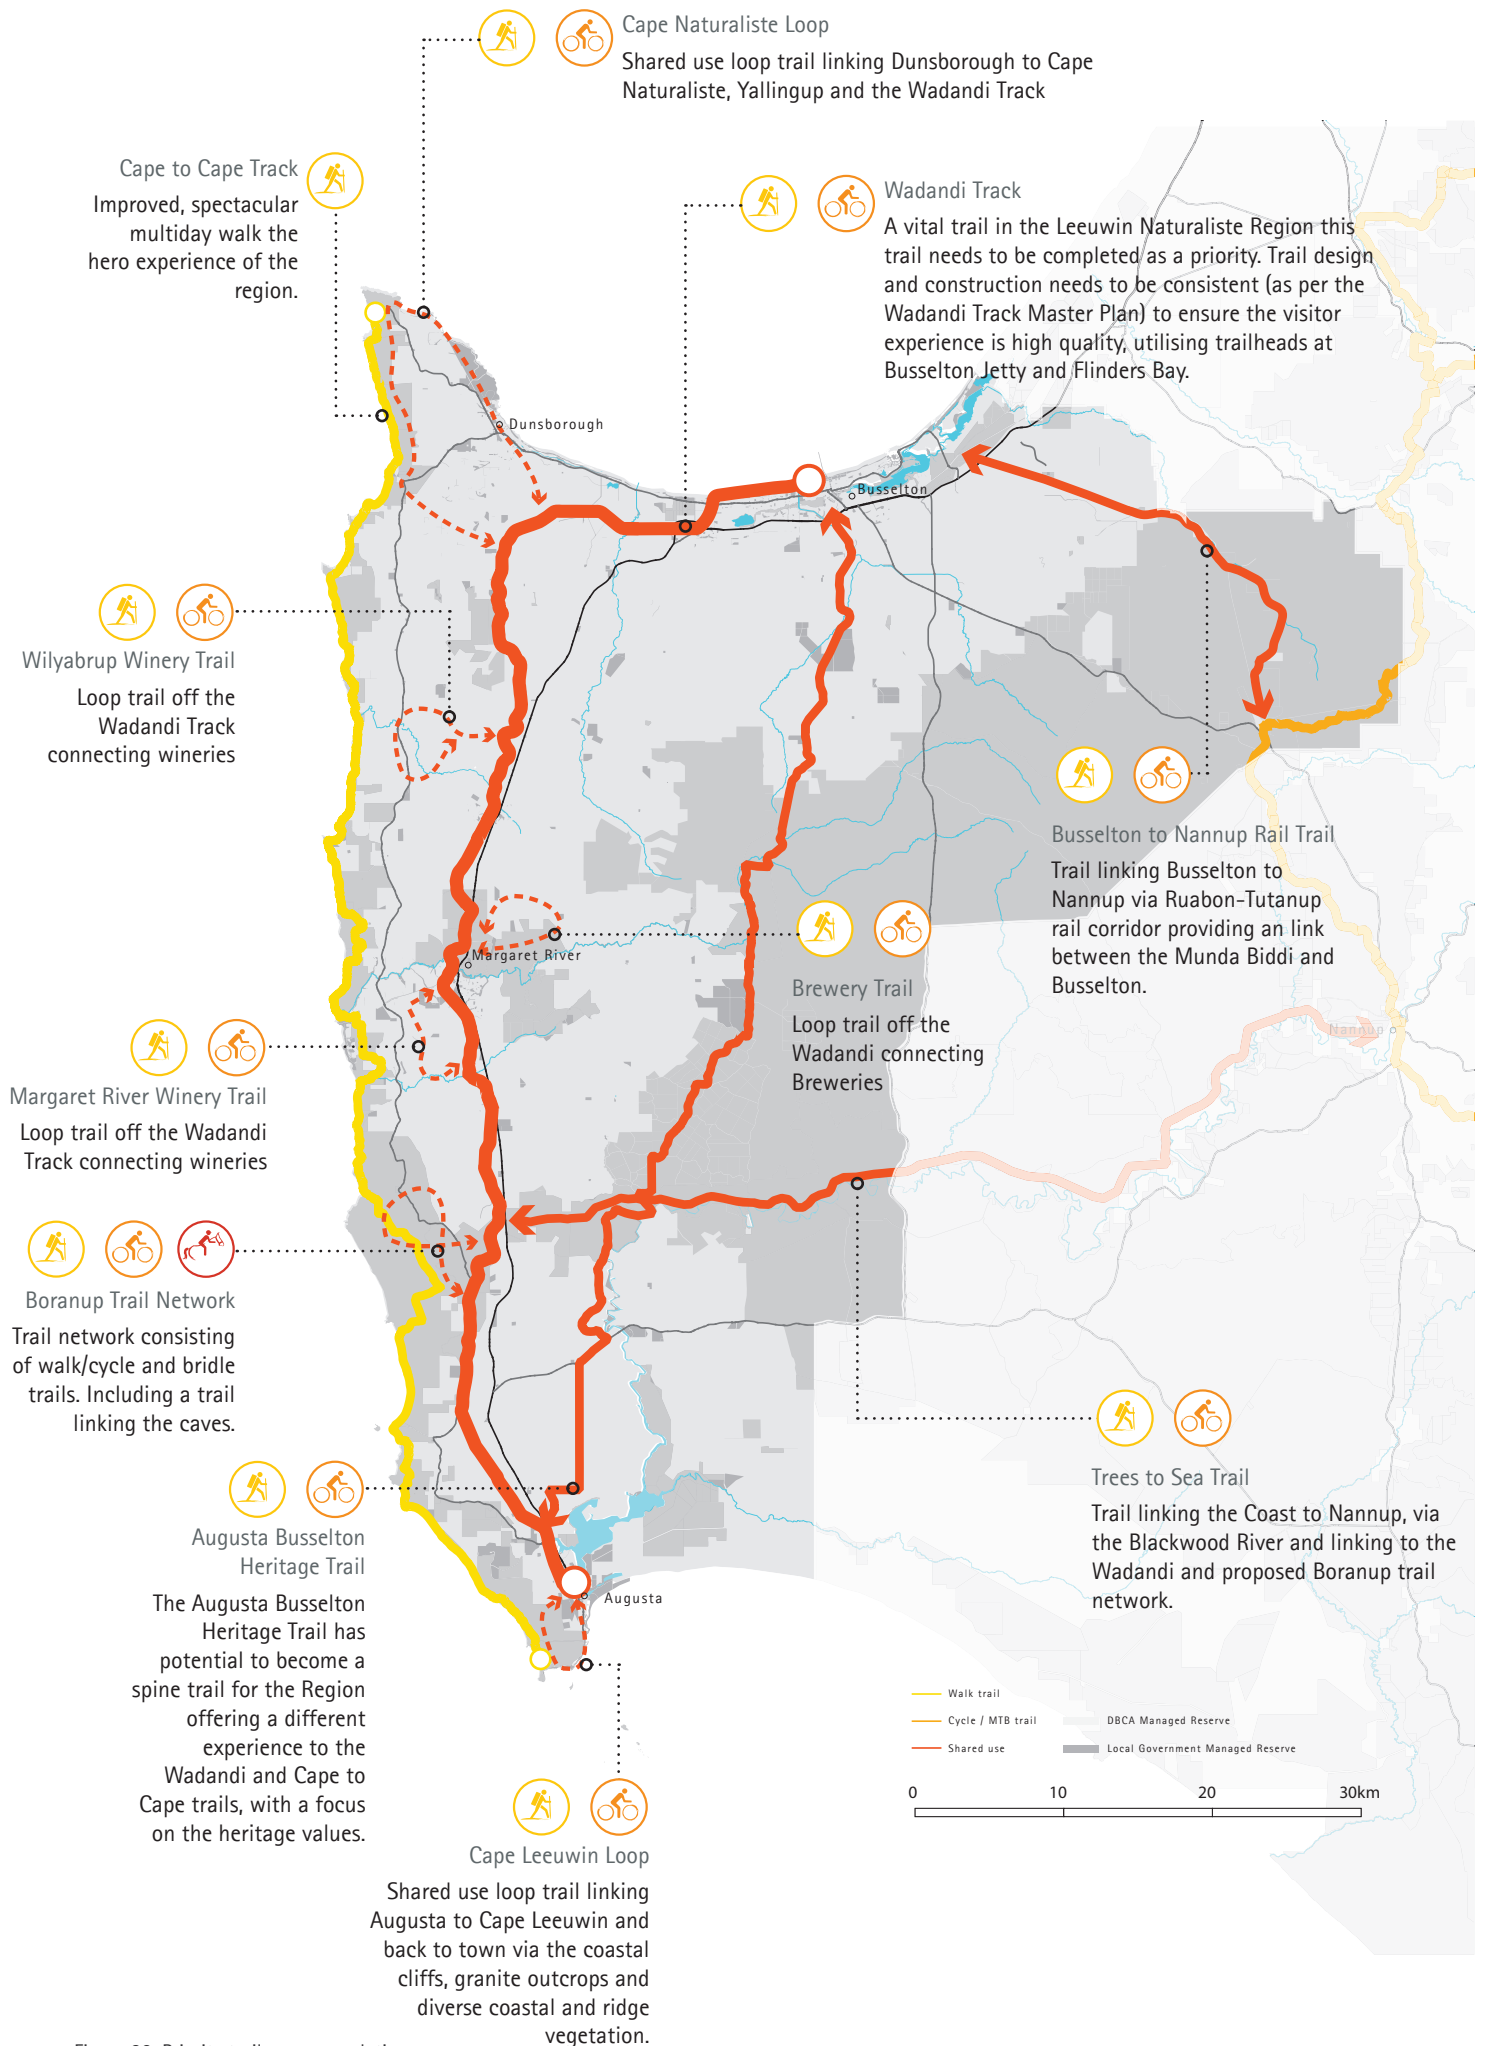 Cape Naturaliste Loop
Shared use loop trail linking Dunsborough to Cape
Naturaliste, Yallingup and the Wadandi Track
Cape to Cape Track
Improved, spectacular
multiday walk the
hero experience of the
region.
Wadandi Track
A vital trail in the Leeuwin Naturaliste Region this
trail needs to be completed as a priority. Trail design
and construction needs to be consistent (as per the
Wadandi Track Master Plan) to ensure the visitor
experience is high quality, utilising trailheads at
Busselton Jetty and Flinders Bay.
Dunsborough
Busselton
Wilyabrup Winery Trail
Loop trail off the
Wadandi Track
connecting wineries
Busselton to Nannup Rail Trail
Trail linking Busselton to
Nannup via Ruabon-Tutanup
rail corridor providing an link
between the Munda Biddi and
Busselton.
Margaret River
Brewery Trail
Loop trail off the
Wadandi connecting
Breweries
Nannup
Margaret River Winery Trail
Loop trail off the Wadandi
Track connecting wineries
Boranup Trail Network
Trail network consisting
of walk/cycle and bridle
trails. Including a trail
linking the caves.
Trees to Sea Trail
Trail linking the Coast to Nannup, via
the Blackwood River and linking to the
Wadandi and proposed Boranup trail
network.
Augusta Busselton
Heritage Trail
The Augusta Busselton
Heritage Trail has
potential to become a
spine trail for the Region
offering a different
experience to the
Wadandi and Cape to
Cape trails, with a focus
on the heritage values.
Augusta
Walk trail
Cycle / MTB trail
Shared use
DBCA Managed Reserve
Local Government Managed Reserve
0 10 20 30km
Cape Leeuwin Loop
Shared use loop trail linking
Augusta to Cape Leeuwin and
back to town via the coastal
cliffs, granite outcrops and
diverse coastal and ridge
vegetation.